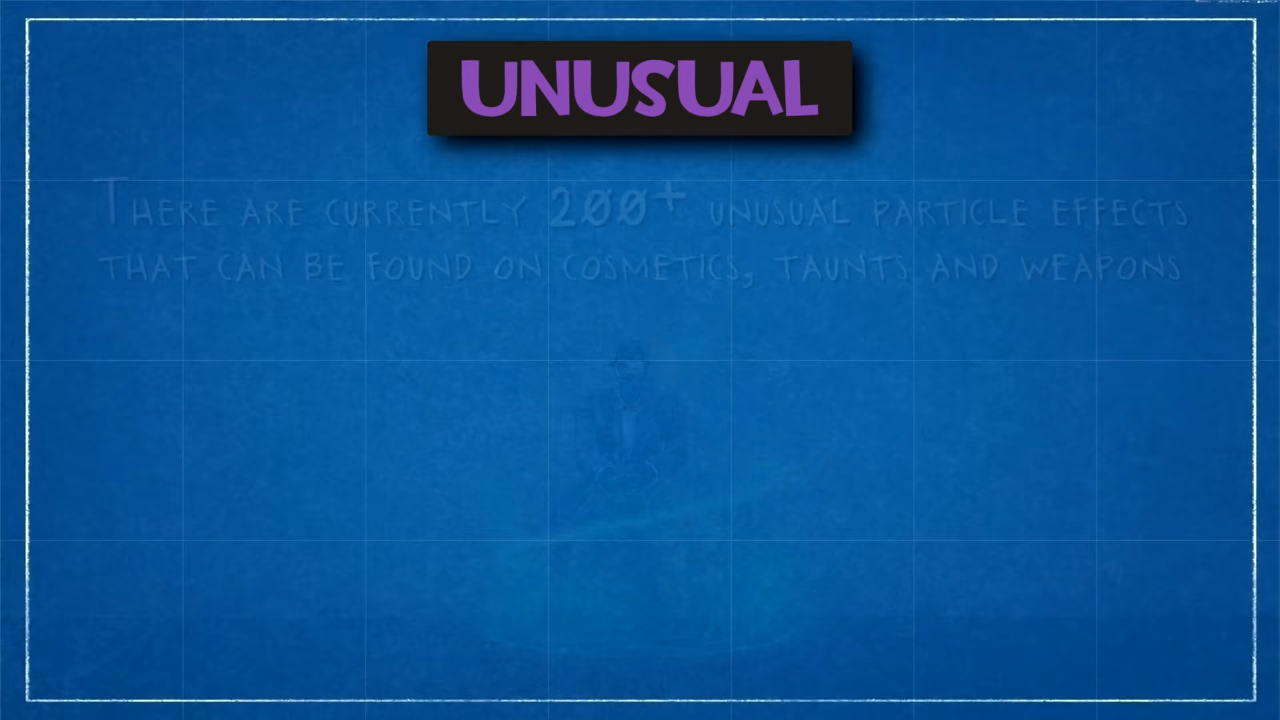 UNUSUAL
There are currently 200+ unusual particle effects
that can be found on cosmetics, taunts and weapons